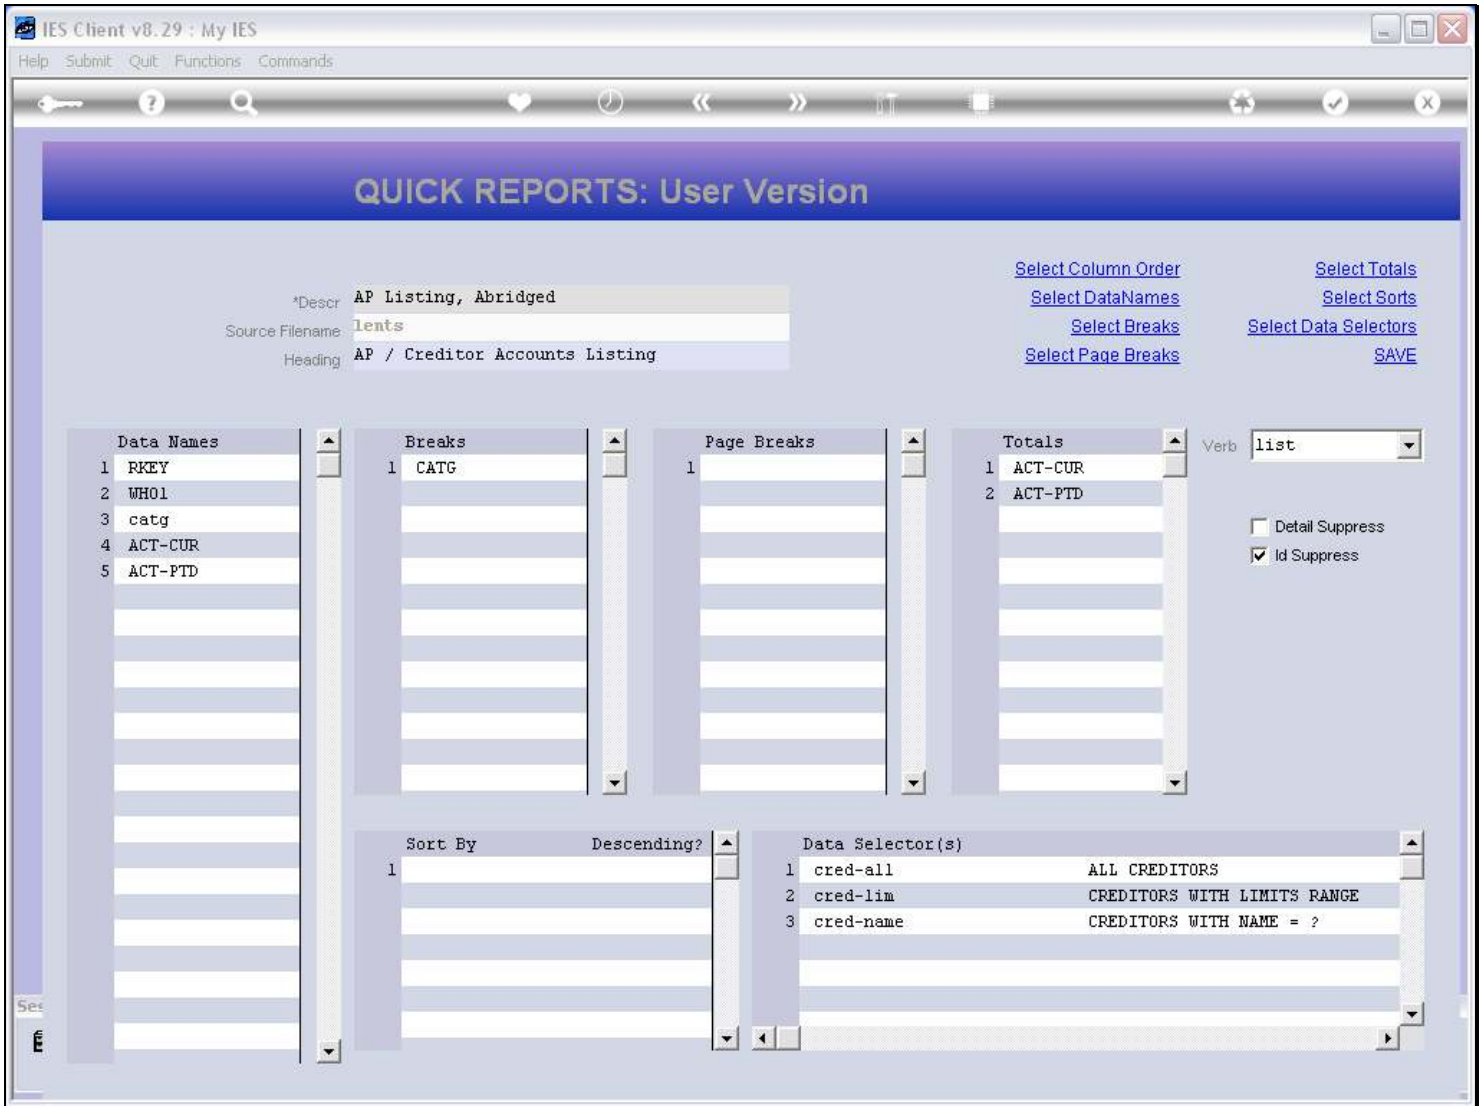 IES Client v8.29 : My IES
Help Submit Quit Functions Commands
QUICK REPORTS: User Version
Select Column Order Select Totals
*Descr AP Listing, Abridged Select DataNames Select Sorts
Source Filename lents Select Breaks Select Data Selectors
Heading AP / Creditor Accounts Listing Select Page Breaks SAVE
Data Names Breaks Page Breaks Totals Verb list
1 RKEY 1 CATG 1 1 ACT-CUR
2 WHO1 2 ACT-PTD
3 catg Detail Suppress
4 ACT-CUR Id Suppress
5 ACT-PTD
Sort By Descending? Data Selector(s)
1 1 cred-all ALL CREDITORS
2 cred-lim CREDITORS WITH LIMITS RANGE
3 cred-name CREDITORS WITH NAME = ?
Ses